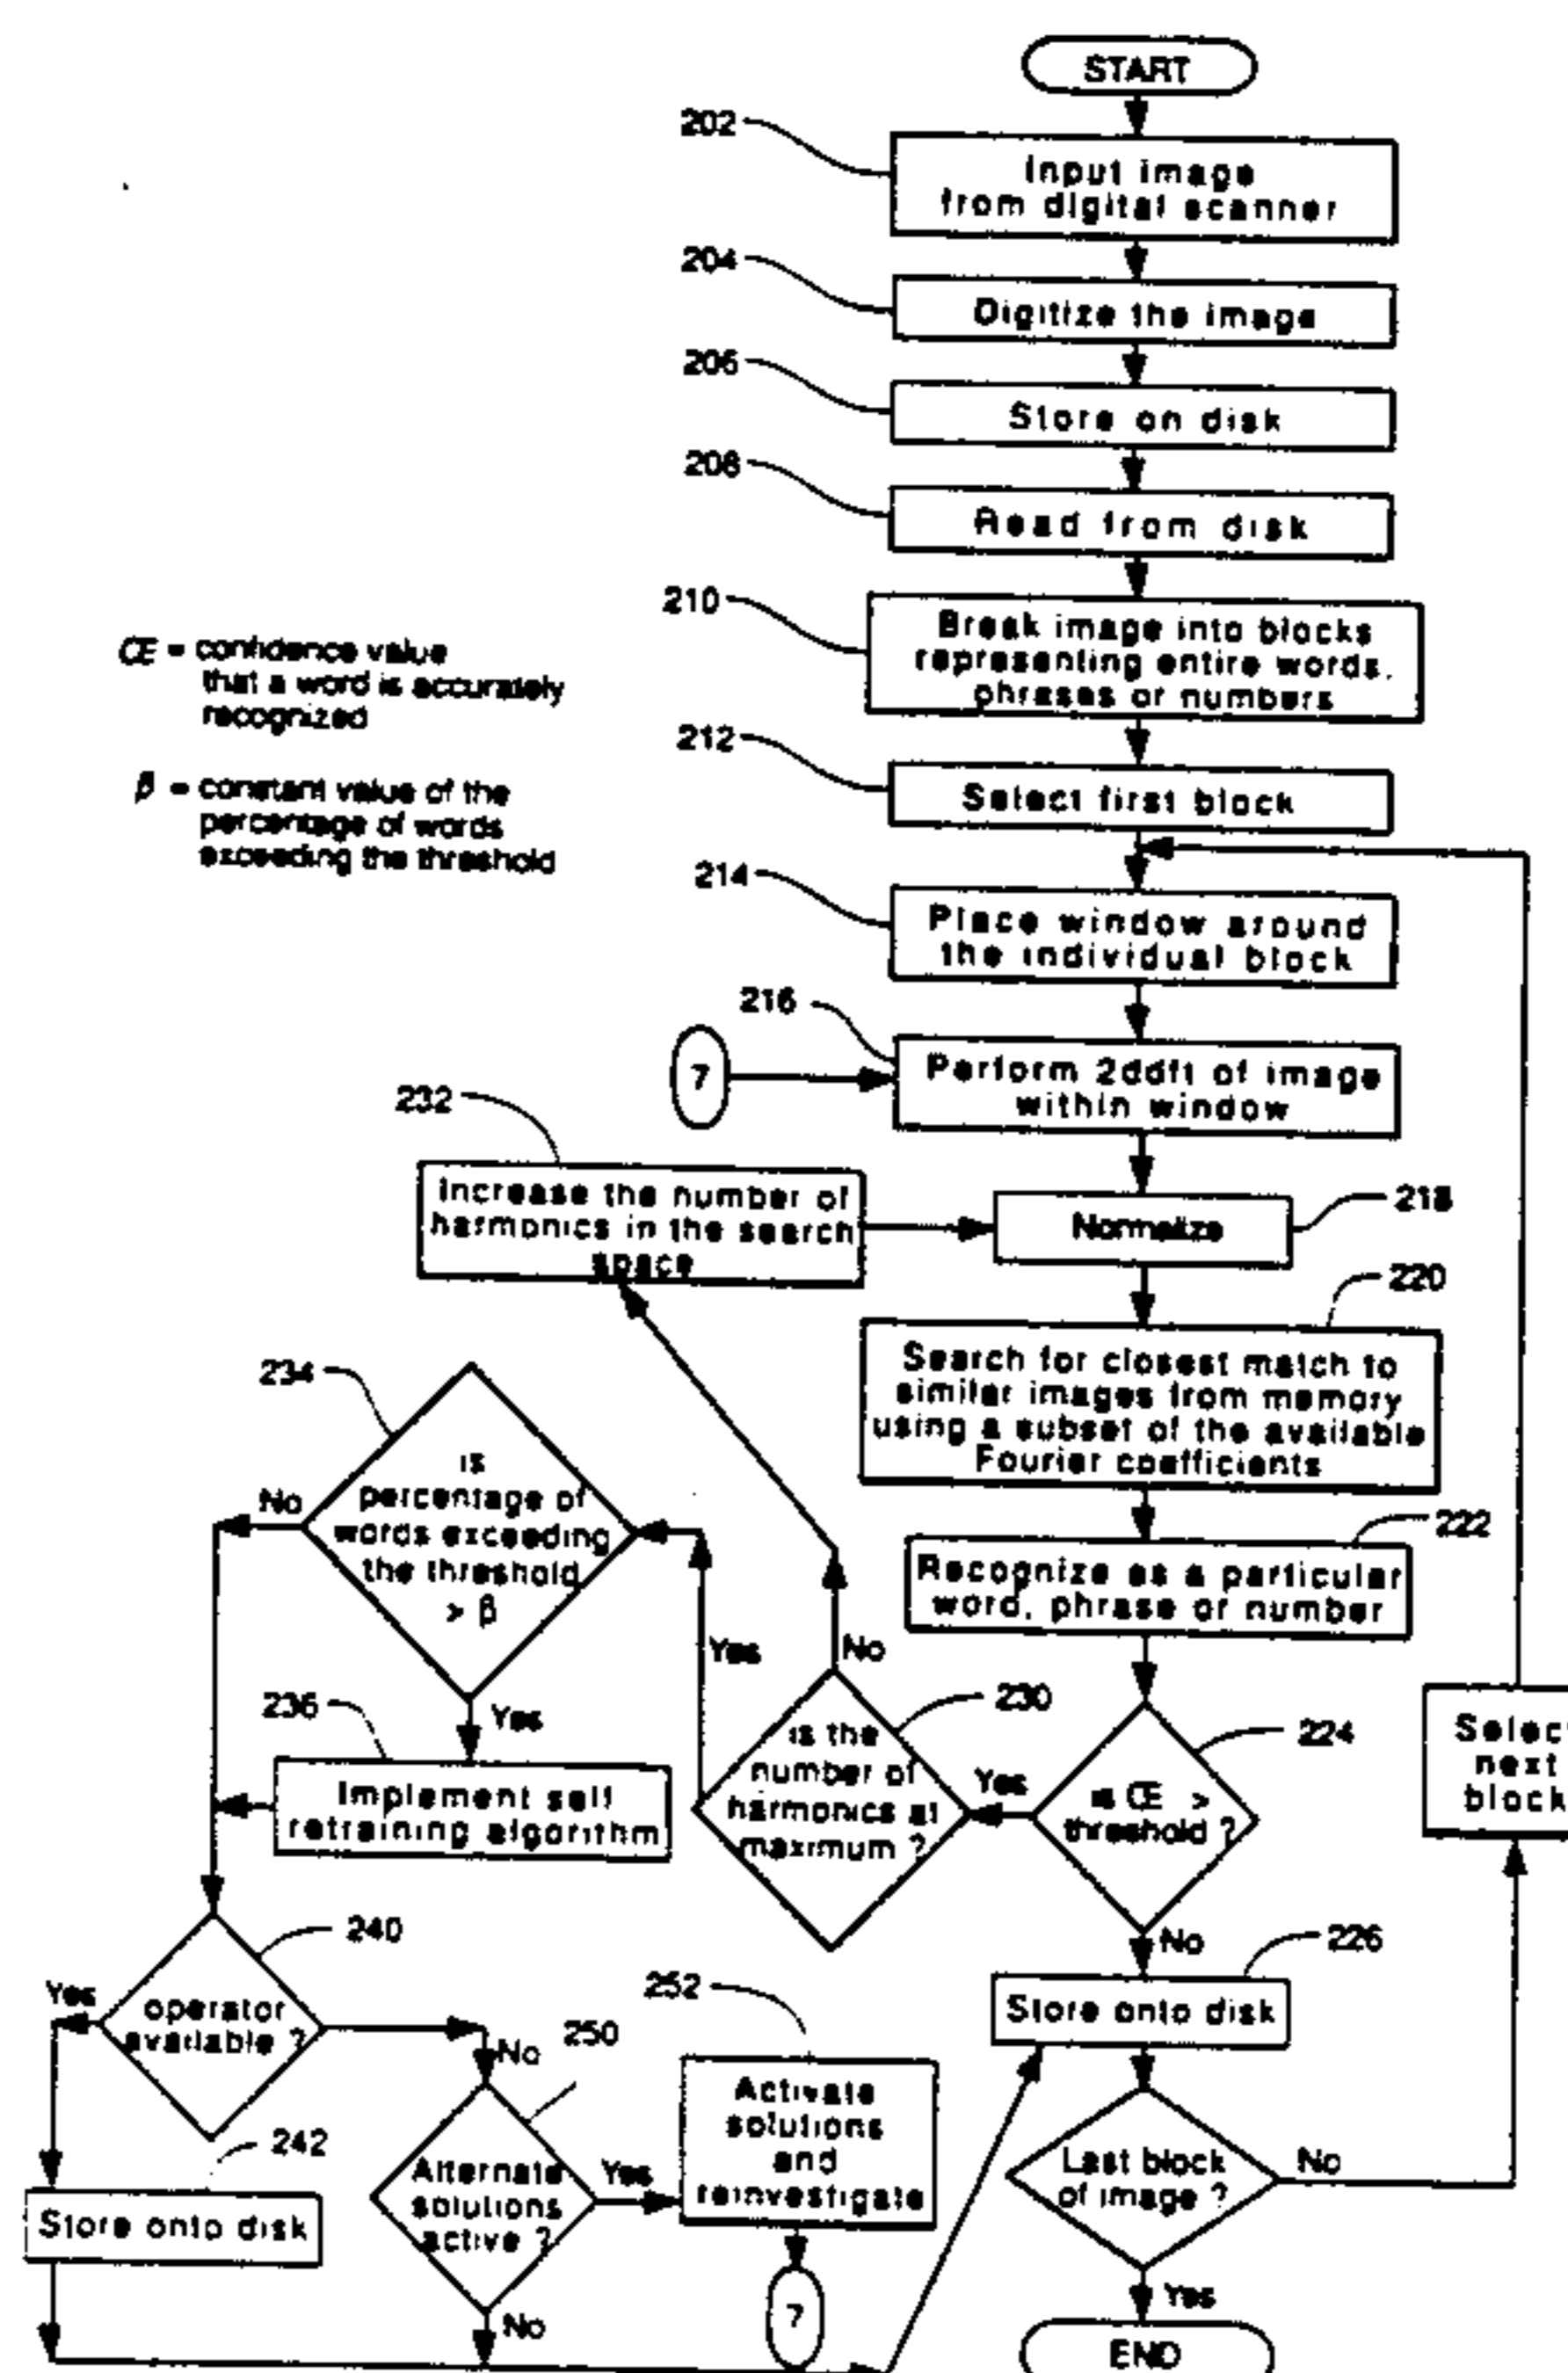 START
202
Input image
from digital scanner
204
Digitize the image
206
Store on disk
208
Read from disk
210
Break image into blocks
representing entire words,
phrases or numbers
Œ = confidence value
that a word is accurately
recognized
β = constant value of the
percentage of words
exceeding the threshold
212
Select first block
214
Place window around
the individual block
216
7
Perform 2ddft of image
within window
232
Increase the number of
harmonics in the search
space
Normalize
218
220
Search for closest match to
similar images from memory
using a subset of the available
Fourier coefficients
234
is
percentage of
words exceeding
the threshold
> β
No
Yes
222
Recognize as a particular
word, phrase or number
Yes
No
236
Implement self
retraining algorithm
230
is the
number of
harmonics at
maximum ?
Yes
224
is Œ >
threshold ?
No
Select
next
block
240
operator
available ?
Yes
No
226
Store onto disk
242
Store onto disk
250
Alternate
solutions
active ?
Yes
No
252
Activate
solutions
and
reinvestigate
7
Last block
of image ?
No
Yes
END